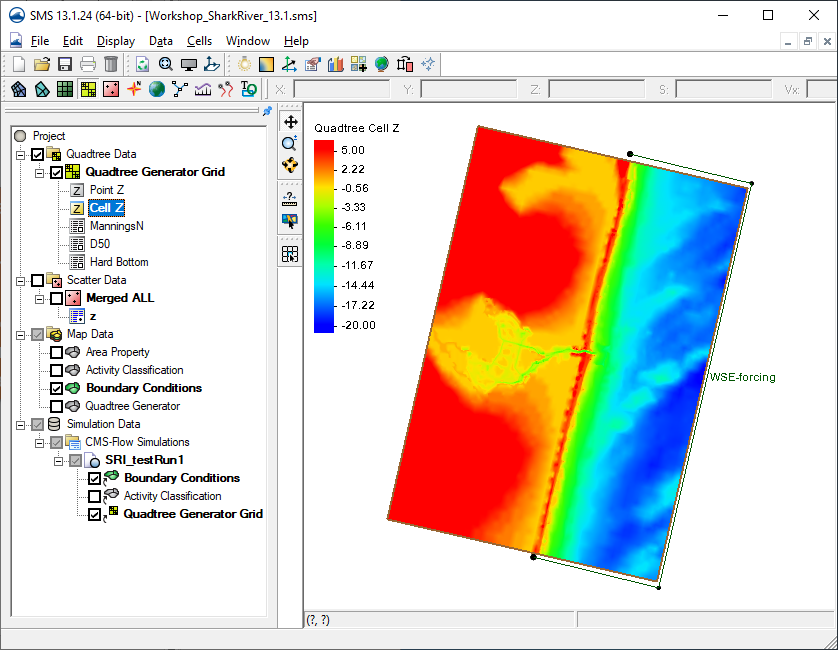 SMS 13.1.24 (64-bit) - [Workshop_SharkRiver_13.1.sms]
File Edit Display Data Cells Window Help
X: Y: Z: S: Vx:
Project
Quadtree Data
Quadtree Generator Grid
Point Z
Cell Z
ManningsN
D50
Hard Bottom
Scatter Data
Merged ALL
z
Map Data
Area Property
Activity Classification
Boundary Conditions
Quadtree Generator
Simulation Data
CMS-Flow Simulations
SRI_testRun1
Boundary Conditions
Activity Classification
Quadtree Generator Grid
Quadtree Cell Z
5.00
2.22
-0.56
-3.33
-6.11
-8.89
-11.67
-14.44
-17.22
-20.00
WSE-forcing
(?, ?)